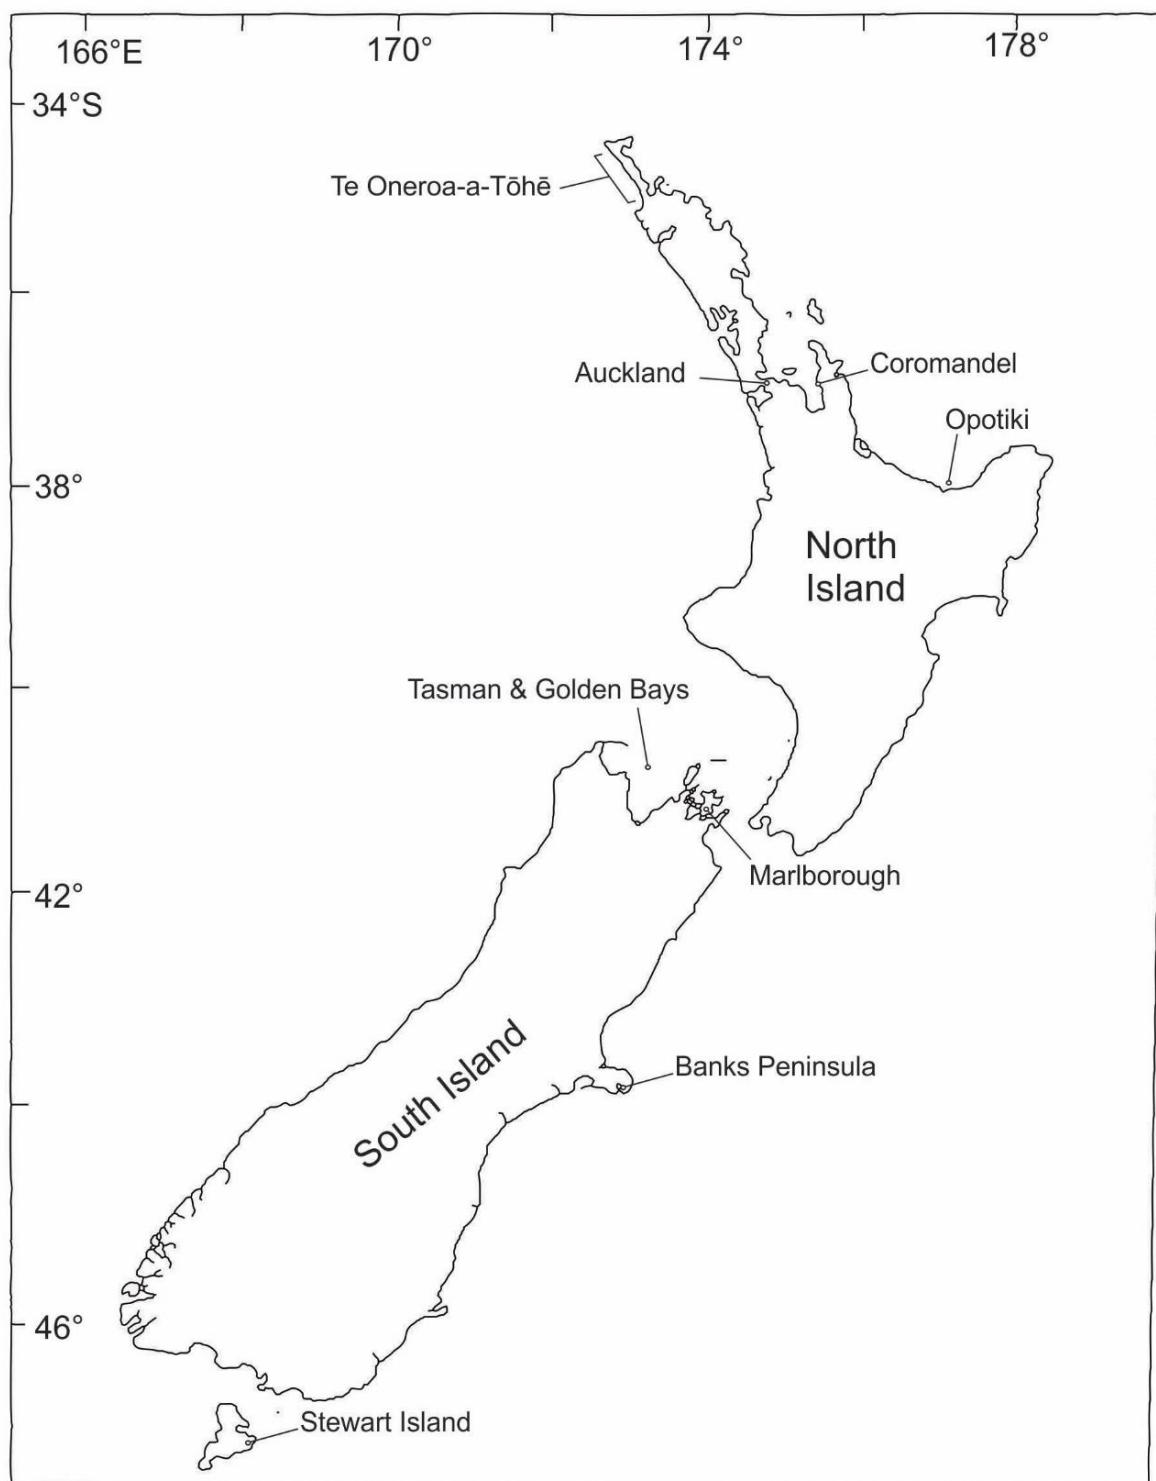 166°E
170°
174°
178°
34°S
Te Oneroa-a-Tōhē
Auckland
Coromandel
Opotiki
38°
North
Island
Tasman & Golden Bays
Marlborough
42°
South Island
Banks Peninsula
46°
Stewart Island